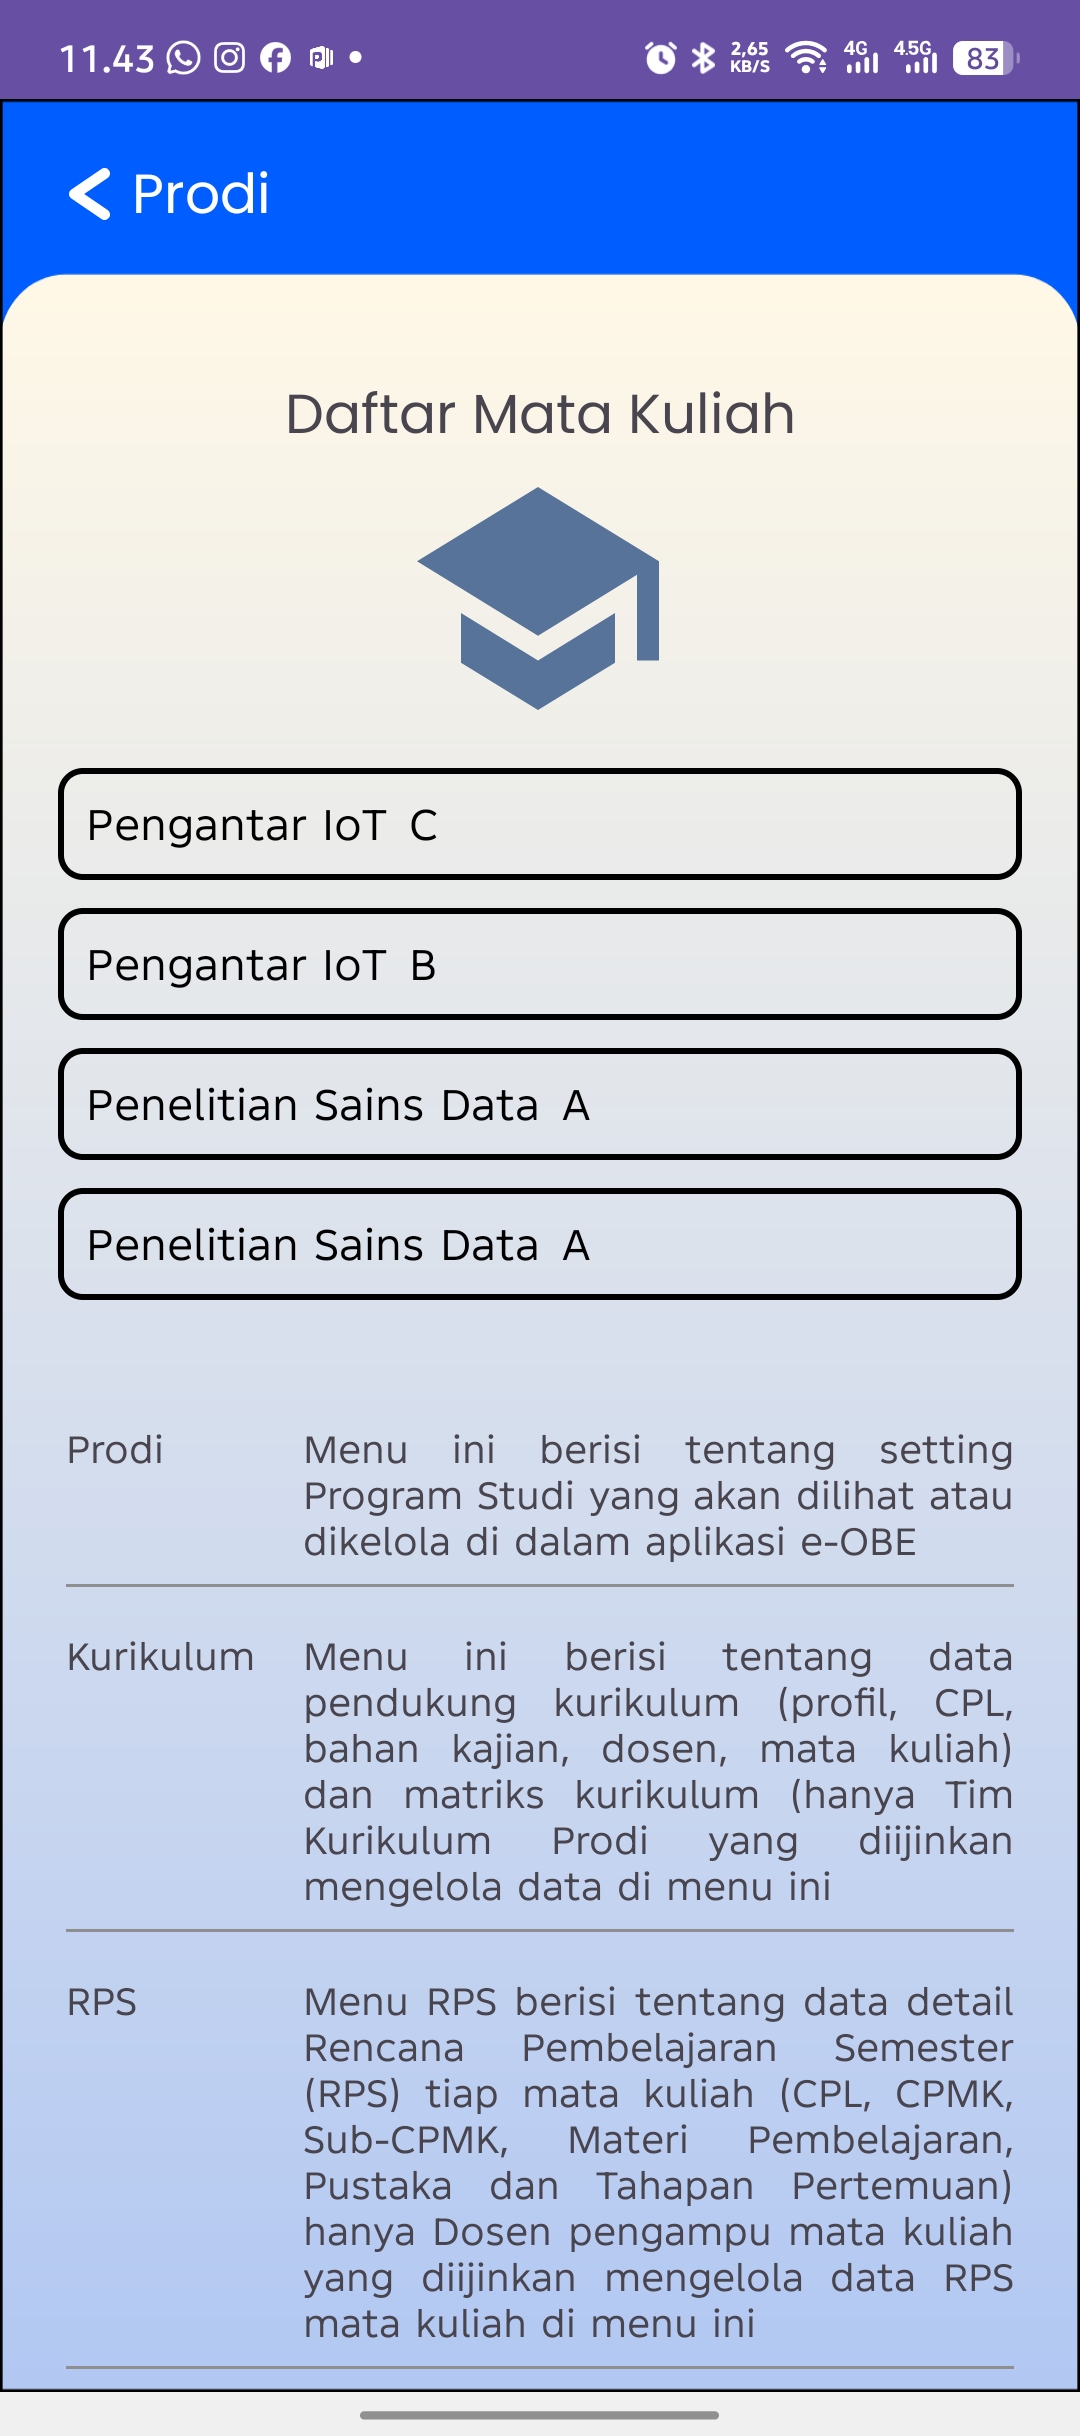 11.43
2,65
KB/S
4G
4.5G
83
Prodi
Daftar Mata Kuliah
Pengantar IoT C
Pengantar IoT B
Penelitian Sains Data A
Penelitian Sains Data A
Prodi
Menu ini berisi tentang setting
Program Studi yang akan dilihat atau
dikelola di dalam aplikasi e-OBE
Kurikulum
Menu ini berisi tentang data
pendukung kurikulum (profil, CPL,
bahan kajian, dosen, mata kuliah)
dan matriks kurikulum (hanya Tim
Kurikulum Prodi yang diijinkan
mengelola data di menu ini
RPS
Menu RPS berisi tentang data detail
Rencana Pembelajaran Semester
(RPS) tiap mata kuliah (CPL, CPMK,
Sub-CPMK, Materi Pembelajaran,
Pustaka dan Tahapan Pertemuan)
hanya Dosen pengampu mata kuliah
yang diijinkan mengelola data RPS
mata kuliah di menu ini